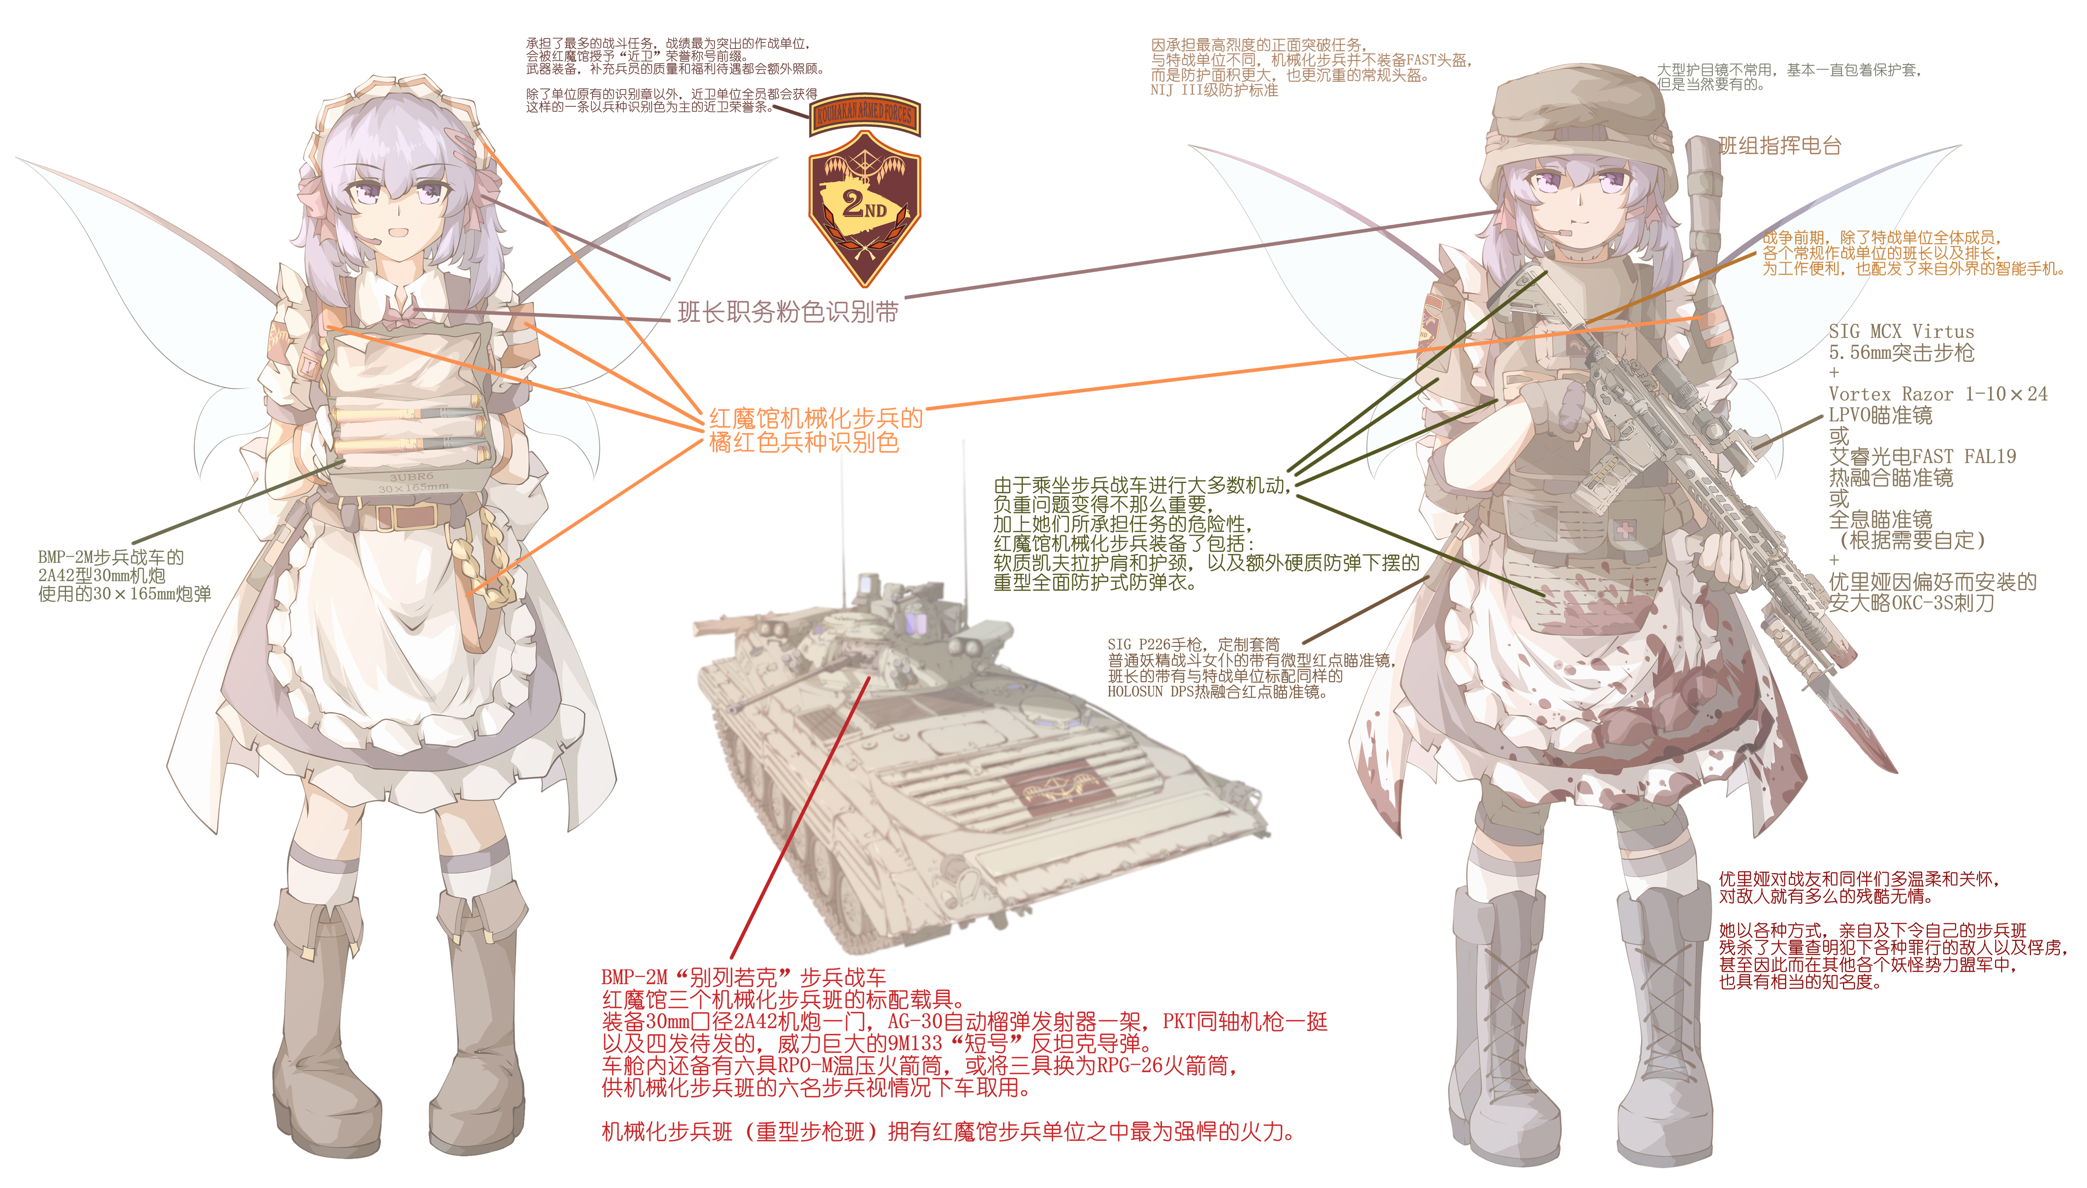 承担了最多的战斗任务，战绩最为突出的作战单位，
会被红魔馆授予“近卫”荣誉称号前缀。
武器装备，补充兵员的质量和福利待遇都会额外照顾。
除了单位原有的识别章以外，近卫单位全员都会获得
这样的一条以兵种识别色为主的近卫荣誉条。
KOUMAKAN ARMED FORCES
2ND
因承担最高烈度的正面突破任务，
与特战单位不同，机械化步兵并不装备FAST头盔，
而是防护面积更大，也更沉重的常规头盔。
NIJ III级防护标准
大型护目镜不常用，基本一直包着保护套，
但是当然要有的。
班组指挥电台
战争前期，除了特战单位全体成员，
各个常规作战单位的班长以及排长，
为工作便利，也配发了来自外界的智能手机。
班长职务粉色识别带
SIG MCX Virtus
5.56mm突击步枪
+
Vortex Razor 1-10×24
LPVO瞄准镜
或
艾睿光电FAST FAL19
热融合瞄准镜
或
全息瞄准镜
（根据需要自定）
+
优里娅因偏好而安装的
安大略OKC-3S刺刀
红魔馆机械化步兵的
橘红色兵种识别色
3UBR6
30×165mm
BMP-2M步兵战车的
2A42型30mm机炮
使用的30×165mm炮弹
由于乘坐步兵战车进行大多数机动，
负重问题变得不那么重要，
加上她们所承担任务的危险性，
红魔馆机械化步兵装备了包括：
软质凯夫拉护肩和护颈，以及额外硬质防弹下摆的
重型全面防护式防弹衣。
SIG P226手枪，定制套筒
普通妖精战斗女仆的带有微型红点瞄准镜，
班长的带有与特战单位标配同样的
HOLOSUN DPS热融合红点瞄准镜。
优里娅对战友和同伴们多温柔和关怀，
对敌人就有多么的残酷无情。
她以各种方式，亲自及下令自己的步兵班
残杀了大量查明犯下各种罪行的敌人以及俘虏，
甚至因此而在其他各个妖怪势力盟军中，
也具有相当的知名度。
BMP-2M“别列若克”步兵战车
红魔馆三个机械化步兵班的标配载具。
装备30mm口径2A42机炮一门，AG-30自动榴弹发射器一架，PKT同轴机枪一挺
以及四发待发的，威力巨大的9M133“短号”反坦克导弹。
车舱内还备有六具RPO-M温压火箭筒，或将三具换为RPG-26火箭筒，
供机械化步兵班的六名步兵视情况下车取用。
机械化步兵班（重型步枪班）拥有红魔馆步兵单位之中最为强悍的火力。